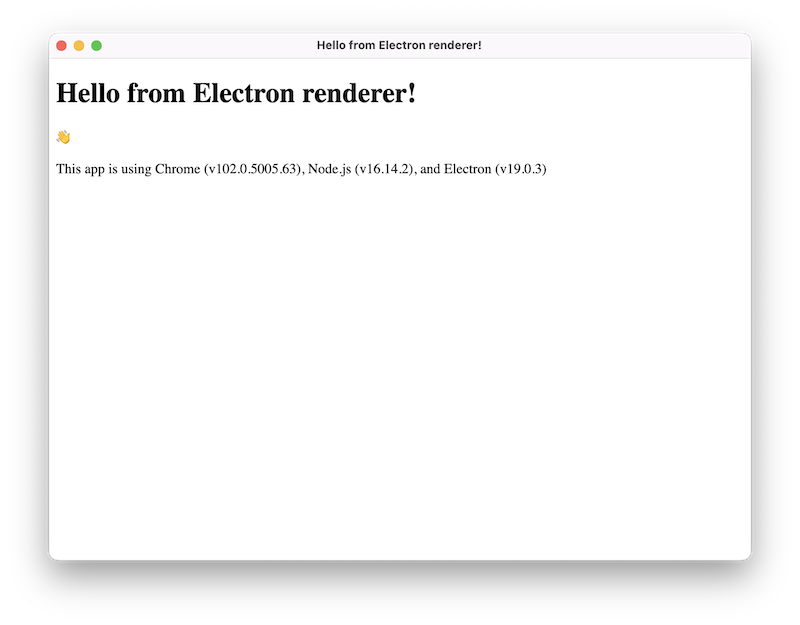 Hello from Electron renderer!
Hello from Electron renderer!
👋
This app is using Chrome (v102.0.5005.63), Node.js (v16.14.2), and Electron (v19.0.3)